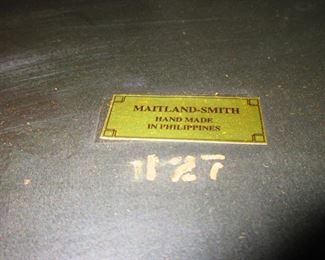 MAITLAND-SMITH
HAND MADE
IN PHILIPPINES
1127